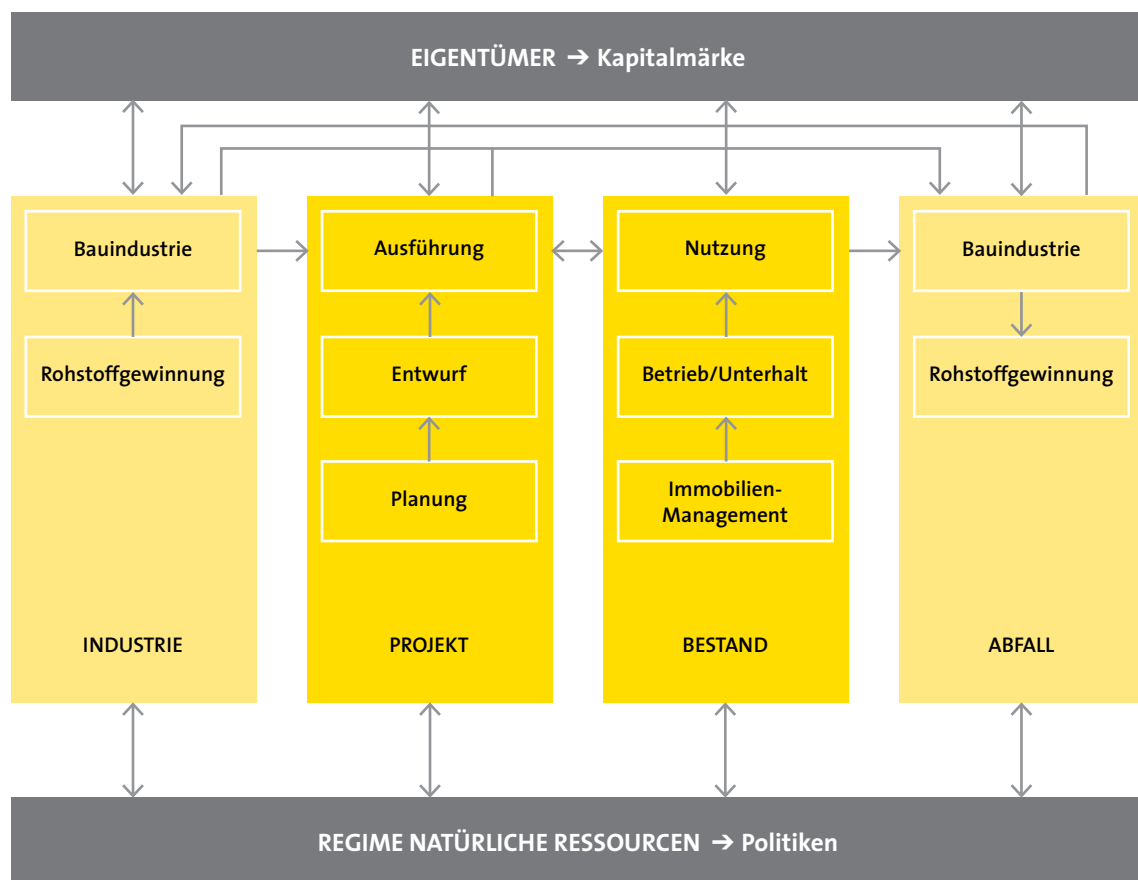 EIGENTÜMER → Kapitalmärke
Bauindustrie
Rohstoffgewinnung
INDUSTRIE
Ausführung
Entwurf
Planung
PROJEKT
Nutzung
Betrieb/Unterhalt
Immobilien-
Management
BESTAND
Bauindustrie
Rohstoffgewinnung
ABFALL
REGIME NATÜRLICHE RESSOURCEN → Politiken